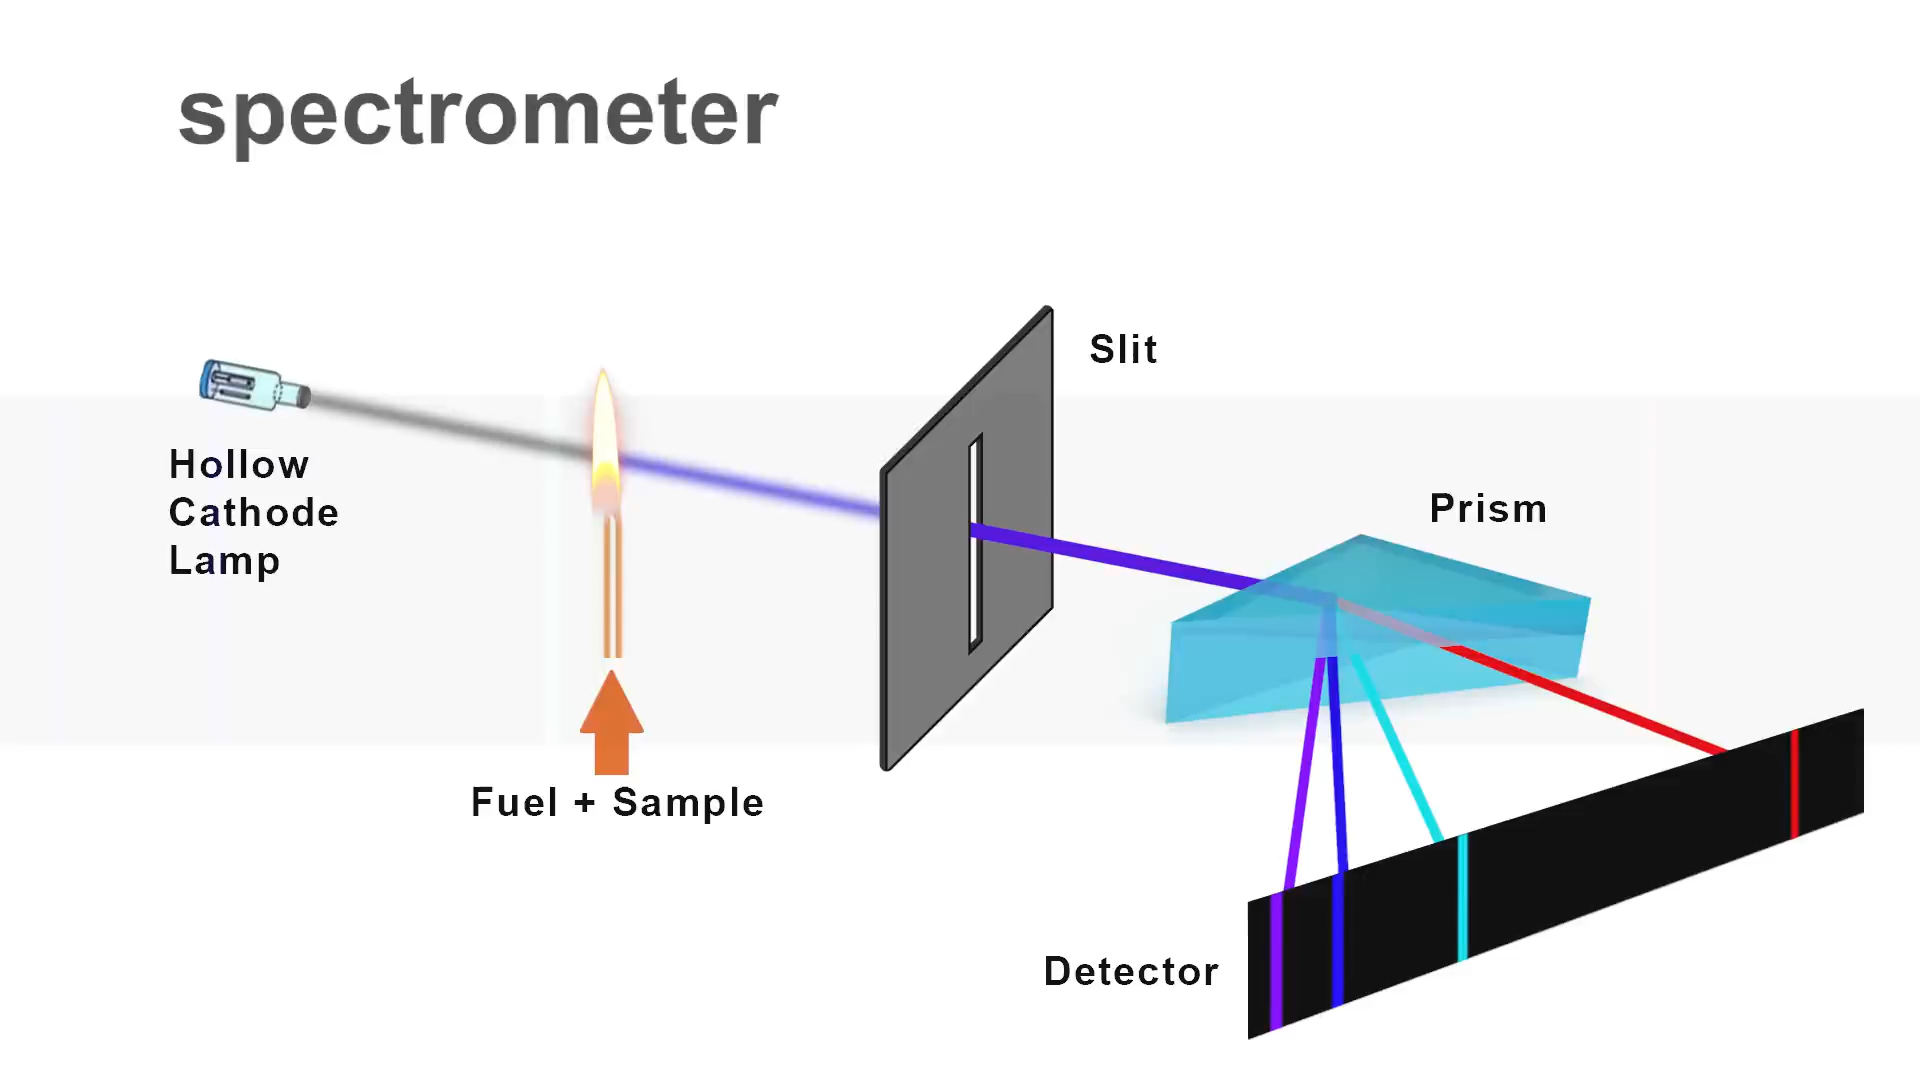 spectrometer
Slit
Hollow
Cathode
Lamp
Prism
Fuel + Sample
Detector